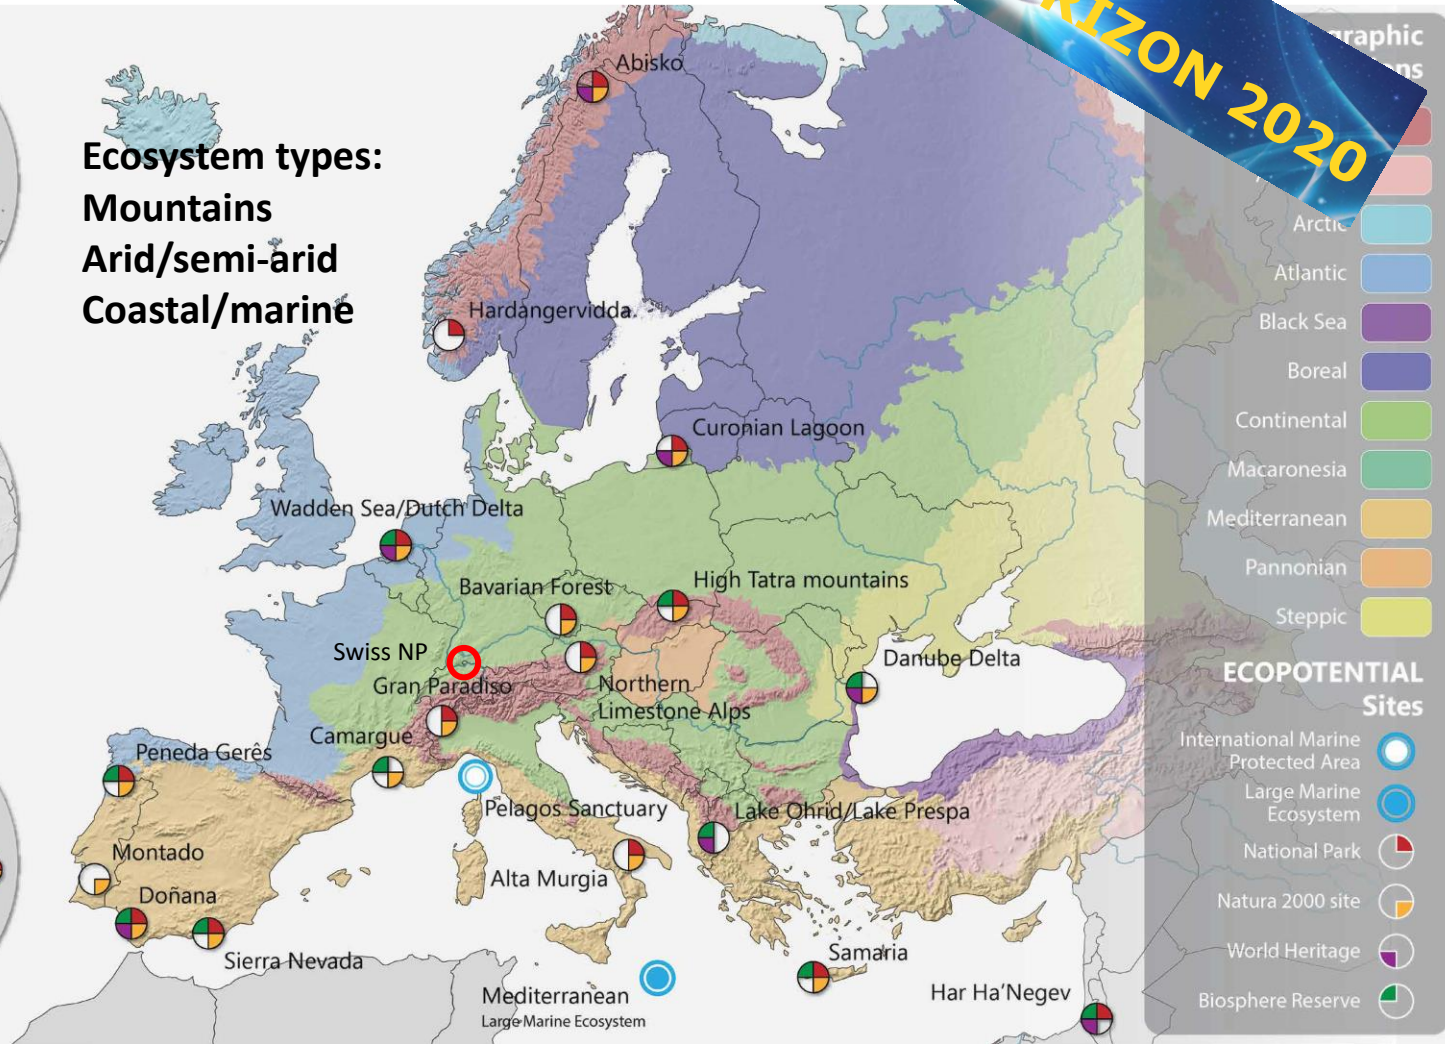 RIZON 2020
graphic
ns
Abisko
Ecosystem types:
Mountains
Arid/semi-arid
Coastal/marine
Arctic
Atlantic
Black Sea
Boreal
Continental
Macaronesia
Mediterranean
Pannonian
Steppic
Hardangervidda
Curonian Lagoon
Wadden Sea/Dutch Delta
Bavarian Forest
High Tatra mountains
Swiss NP
Gran Paradiso
Northern
Limestone Alps
Danube Delta
Camargue
Peneda Gerês
Pelagos Sanctuary
Lake Ohrid/Lake Prespa
Montado
Alta Murgia
Doñana
Sierra Nevada
Samaria
Mediterranean
Large Marine Ecosystem
Har Ha'Negev
ECOPOTENTIAL
Sites
International Marine
Protected Area
Large Marine
Ecosystem
National Park
Natura 2000 site
World Heritage
Biosphere Reserve